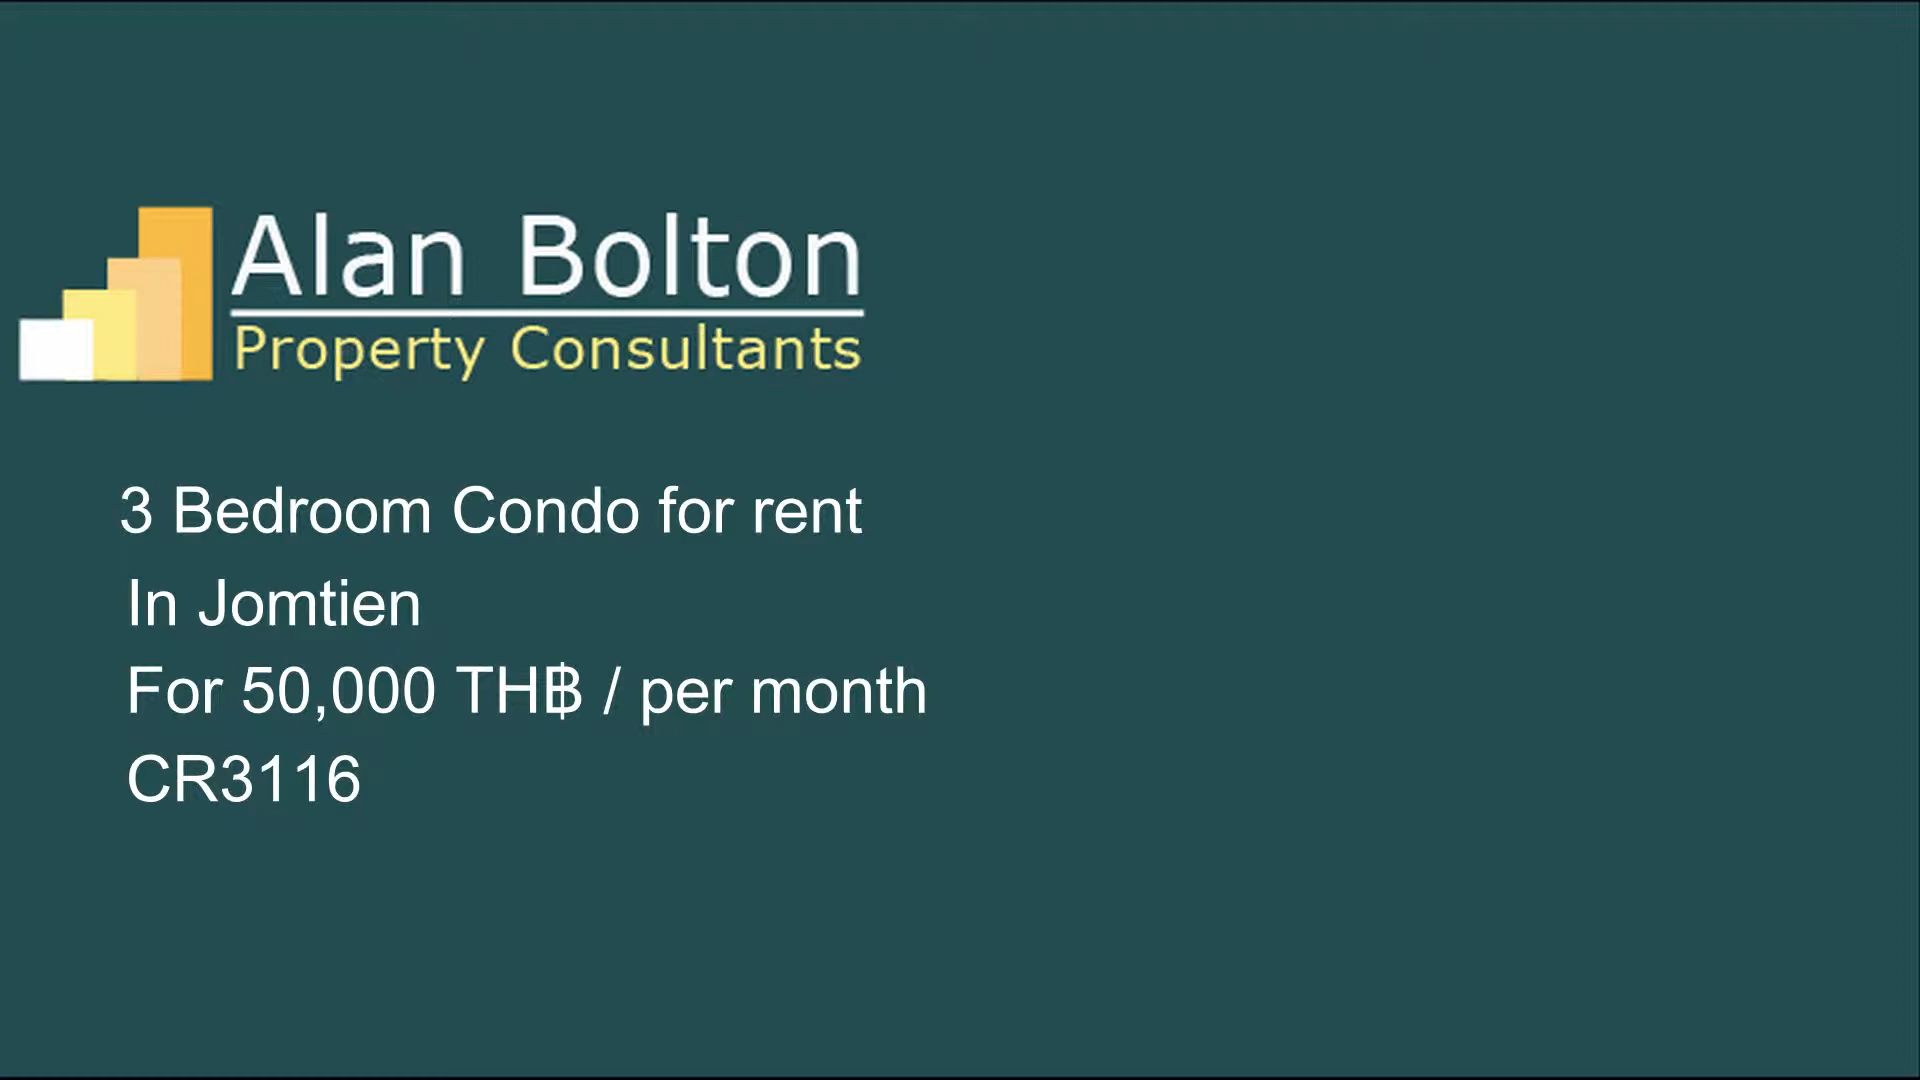 Alan Bolton
Property Consultants
3 Bedroom Condo for rent
In Jomtien
For 50,000 TH฿ / per month
CR3116